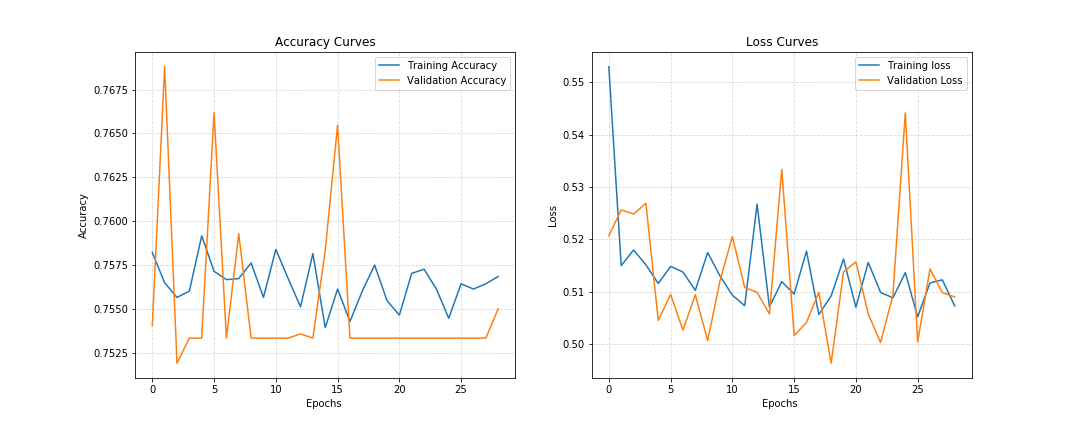 Accuracy Curves
Training Accuracy
Validation Accuracy
0.7675
0.7650
0.7625
0.7600
0.7575
0.7550
0.7525
Accuracy
0 5 10 15 20 25
Epochs
Loss Curves
Training loss
Validation Loss
0.55
0.54
0.53
0.52
0.51
0.50
Loss
0 5 10 15 20 25
Epochs